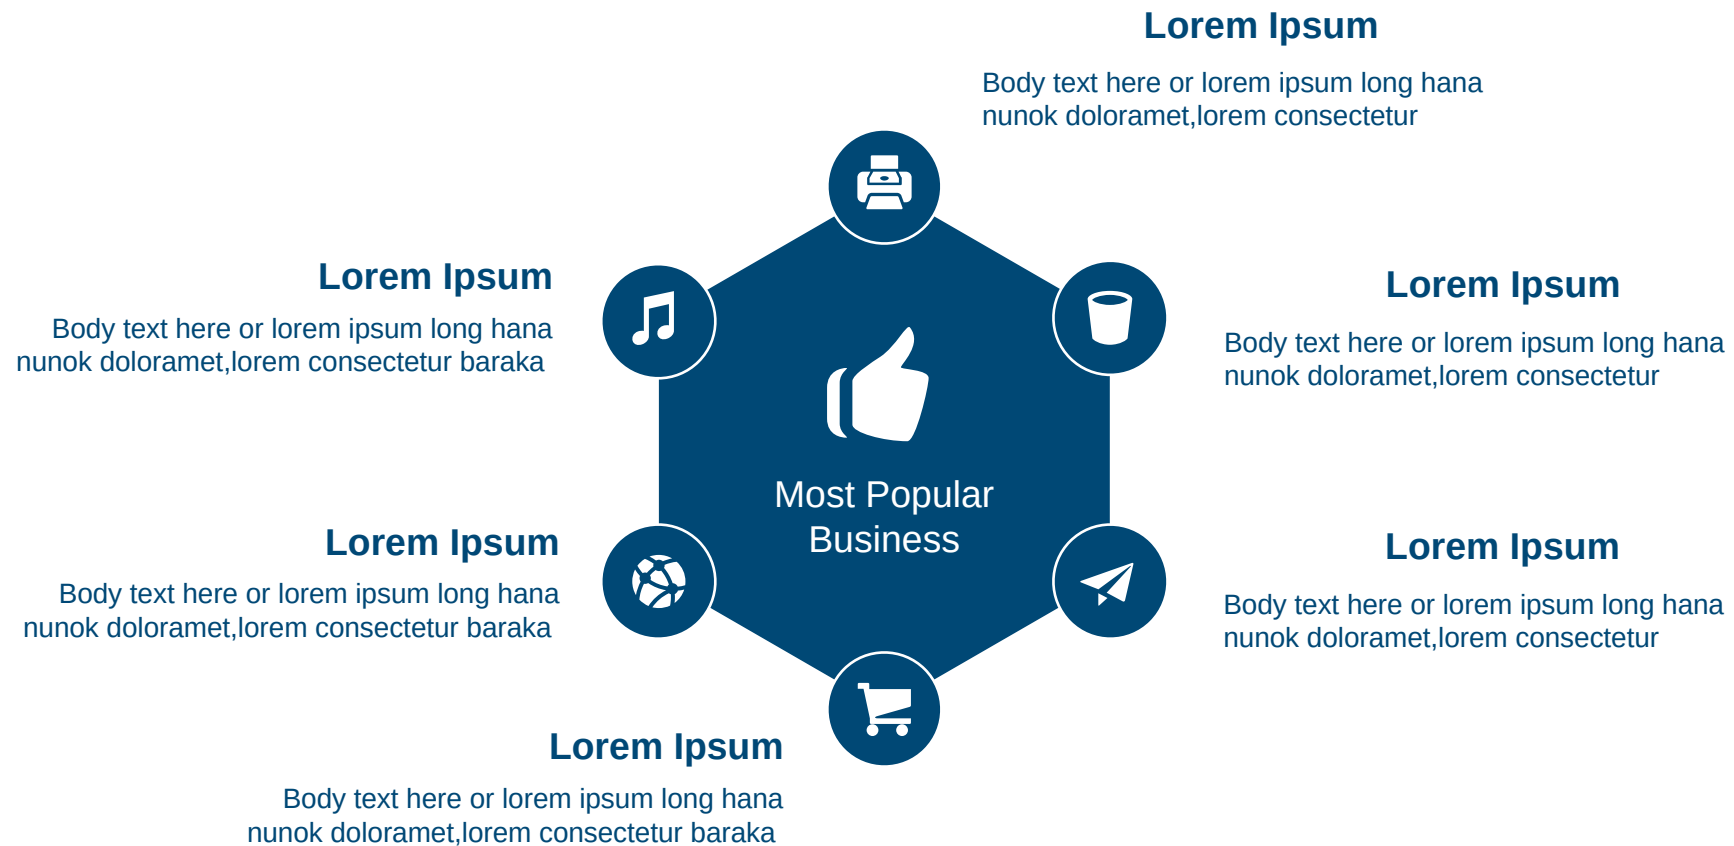 Lorem Ipsum
Body text here or lorem ipsum long hana
nunok doloramet,lorem consectetur
Lorem Ipsum
Body text here or lorem ipsum long hana
nunok doloramet,lorem consectetur baraka
Lorem Ipsum
Body text here or lorem ipsum long hana
nunok doloramet,lorem consectetur
Most Popular
Business
Lorem Ipsum
Body text here or lorem ipsum long hana
nunok doloramet,lorem consectetur baraka
Lorem Ipsum
Body text here or lorem ipsum long hana
nunok doloramet,lorem consectetur
Lorem Ipsum
Body text here or lorem ipsum long hana
nunok doloramet,lorem consectetur baraka